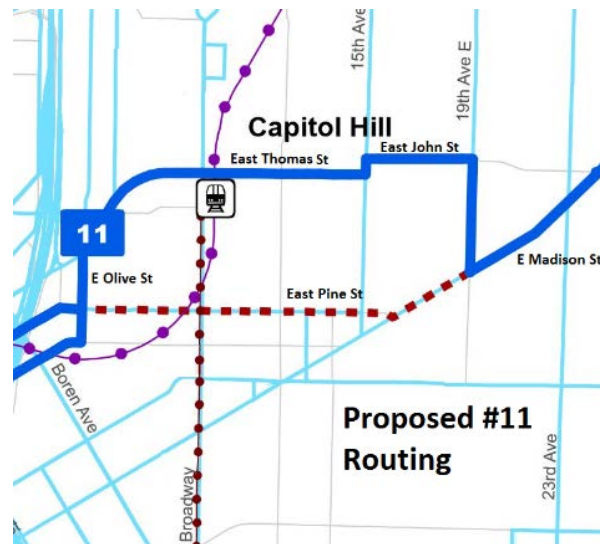 15th Ave
19th Ave E
Capitol Hill
East John St
East Thomas St
11
E Olive St
E Madison St
East Pine St
Boren Ave
Proposed #11
Routing
Broadway
23rd Ave